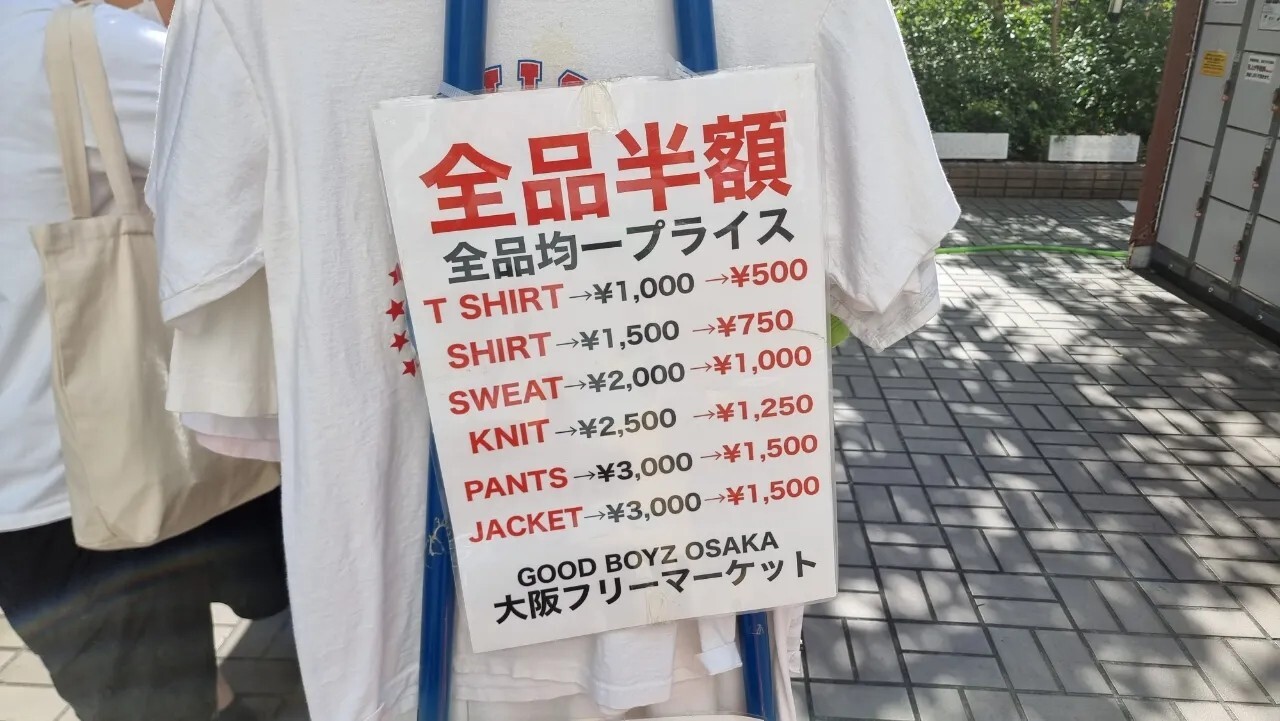 全品半額
全品均一プライス
T SHIRT→¥1,000 →¥500
SHIRT→¥1,500 →¥750
SWEAT→¥2,000→¥1,000
KNIT→¥2,500 →¥1,250
PANTS→¥3,000→¥1,500
JACKET→¥3,000→¥1,500
GOOD BOYZ OSAKA
大阪フリーマーケット